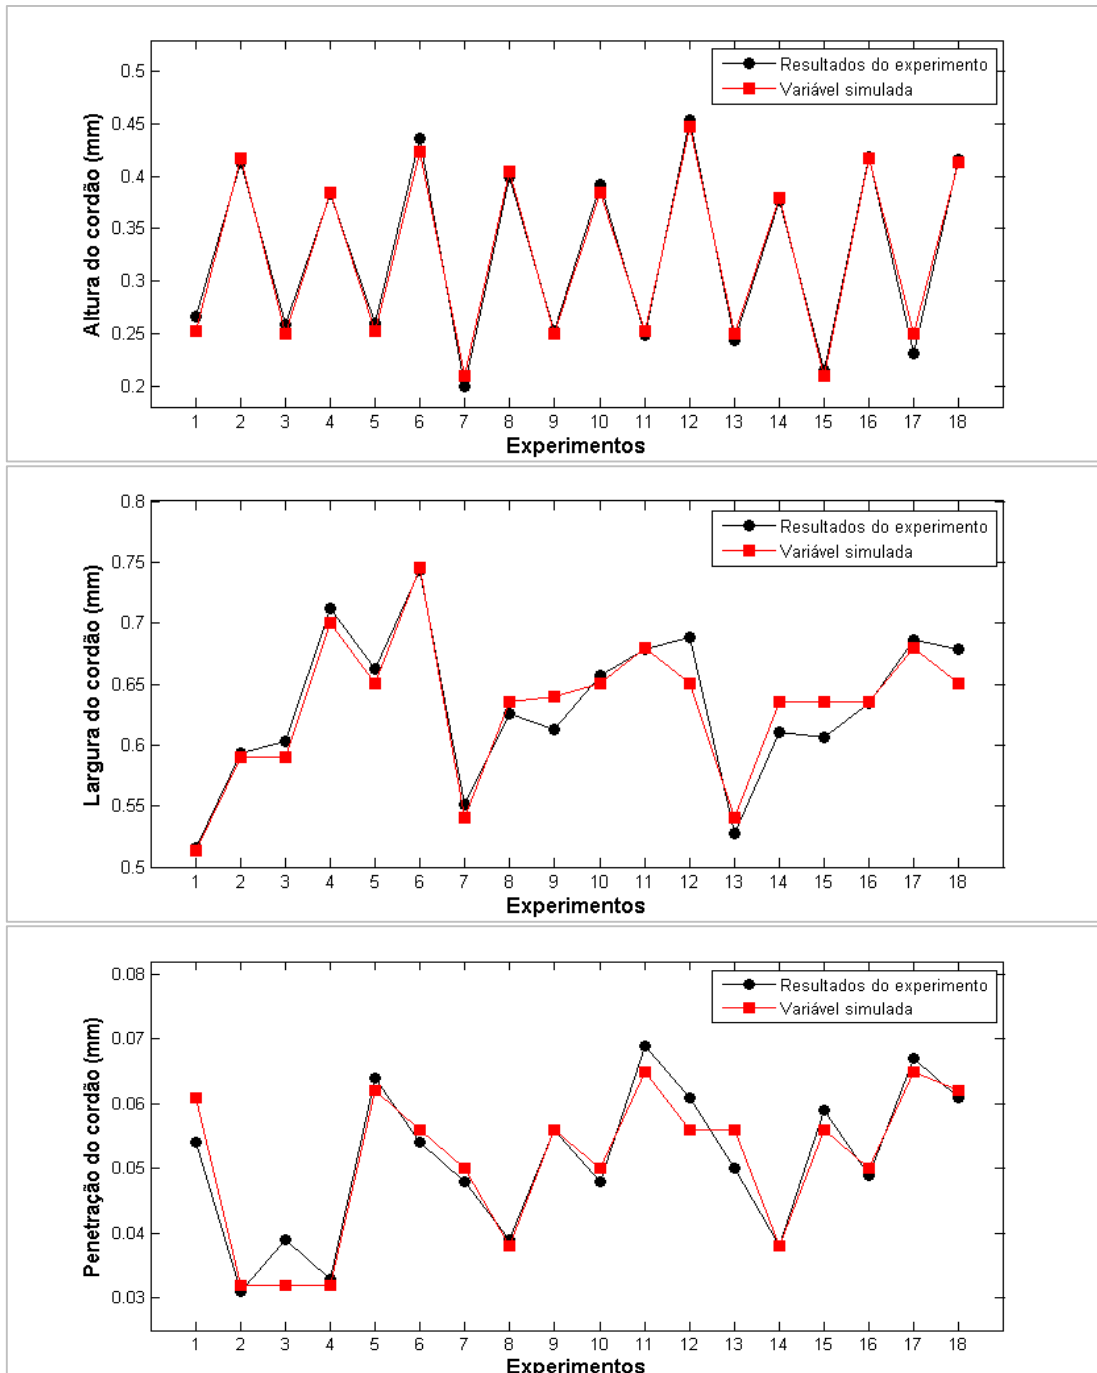 Altura do cordão (mm)
0.5
0.45
0.4
0.35
0.3
0.25
0.2
Resultados do experimento
Variável simulada
1 2 3 4 5 6 7 8 9 10 11 12 13 14 15 16 17 18
Experimentos
Largura do cordão (mm)
0.8
0.75
0.7
0.65
0.6
0.55
0.5
Resultados do experimento
Variável simulada
1 2 3 4 5 6 7 8 9 10 11 12 13 14 15 16 17 18
Experimentos
Penetração do cordão (mm)
0.08
0.07
0.06
0.05
0.04
0.03
Resultados do experimento
Variável simulada
1 2 3 4 5 6 7 8 9 10 11 12 13 14 15 16 17 18
Experimentos